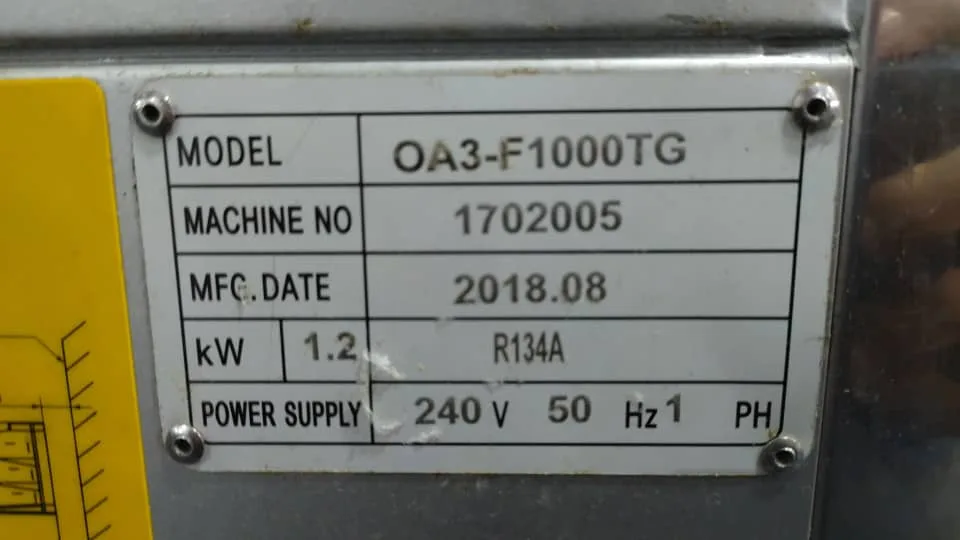 MODEL OA3-F1000TG
MACHINE NO 1702005
MFG.DATE 2018.08
kW 1.2 R134A
POWER SUPPLY 240 V 50 Hz 1 PH